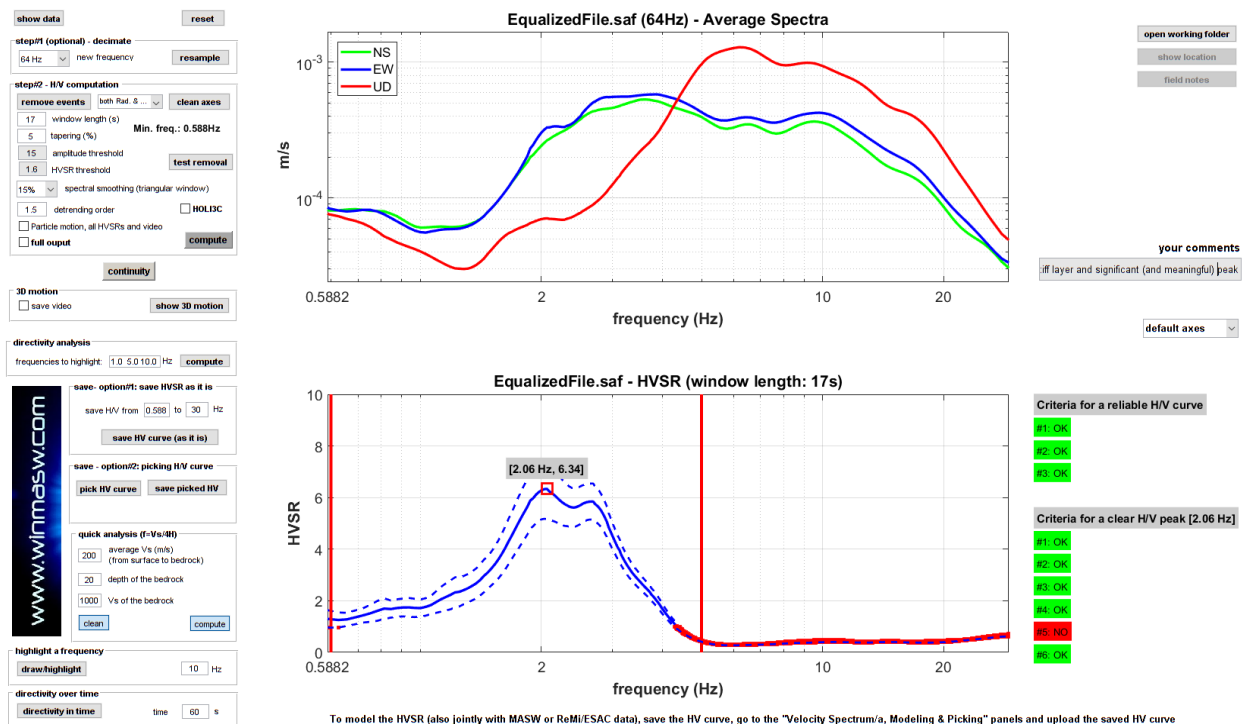 show data
reset
step#1 (optional) - decimate
64 Hz
new frequency
resample
step#2 - H/V computation
remove events
both Rad. & ...
clean axes
17
window length (s)
Min. freq.: 0.588Hz
5
tapering (%)
15
amplitude threshold
test removal
1.6
HVSR threshold
15%
spectral smoothing (triangular window)
1.5
detrending order
HOLI3C
Particle motion, all HVSRs and video
full ouput
compute
continuity
3D motion
save video
show 3D motion
directivity analysis
frequencies to highlight:
1.0 5.0 10.0
Hz
compute
www.winmasw.com
save- option#1: save HVSR as it is
save H/V from
0.588
to
30
Hz
save HV curve (as it is)
save - option#2: picking H/V curve
pick HV curve
save picked HV
quick analysis (f=Vs/4H)
200
average Vs (m/s)
(from surface to bedrock)
20
depth of the bedrock
1000
Vs of the bedrock
clean
compute
highlight a frequency
draw/highlight
10
Hz
directivity over time
directivity in time
time
60
s
EqualizedFile.saf (64Hz) - Average Spectra
NS
EW
UD
10-3
10-4
m/s
0.5882
2
10
20
frequency (Hz)
EqualizedFile.saf - HVSR (window length: 17s)
10
8
6
4
2
0
HVSR
[2.06 Hz, 6.34]
0.5882
2
10
20
frequency (Hz)
To model the HVSR (also jointly with MASW or ReMi/ESAC data), save the HV curve, go to the "Velocity Spectrum/a, Modeling & Picking" panels and upload the saved HV curve
open working folder
show location
field notes
your comments
iff layer and significant (and meaningful) peak
default axes
Criteria for a reliable H/V curve
#1: OK
#2: OK
#3: OK
Criteria for a clear H/V peak [2.06 Hz]
#1: OK
#2: OK
#3: OK
#4: OK
#5: NO
#6: OK